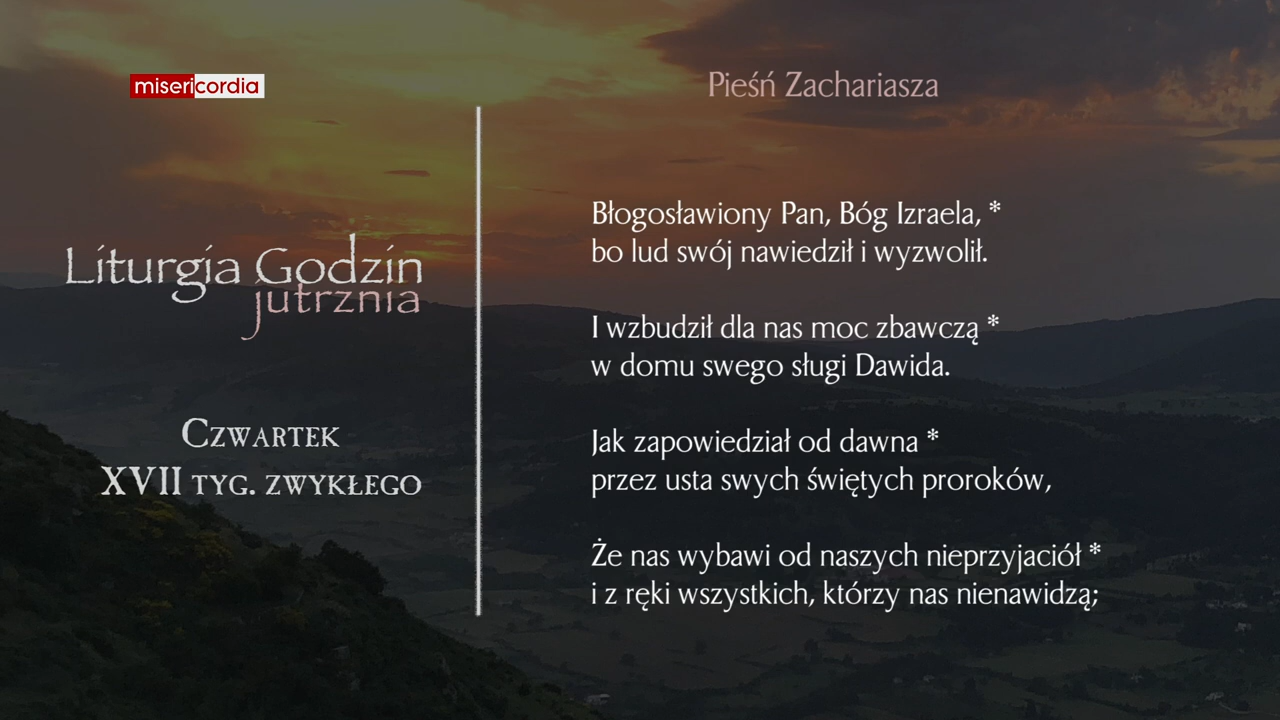 misericordia
Liturgia Godzin
jutrznia
Czwartek
XVII tyg. zwykłego
Pieśń Zachariasza
Błogosławiony Pan, Bóg Izraela, *
bo lud swój nawiedził i wyzwolił.
I wzbudził dla nas moc zbawczą *
w domu swego sługi Dawida.
Jak zapowiedział od dawna *
przez usta swych świętych proroków,
Że nas wybawi od naszych nieprzyjaciół *
i z ręki wszystkich, którzy nas nienawidzą;